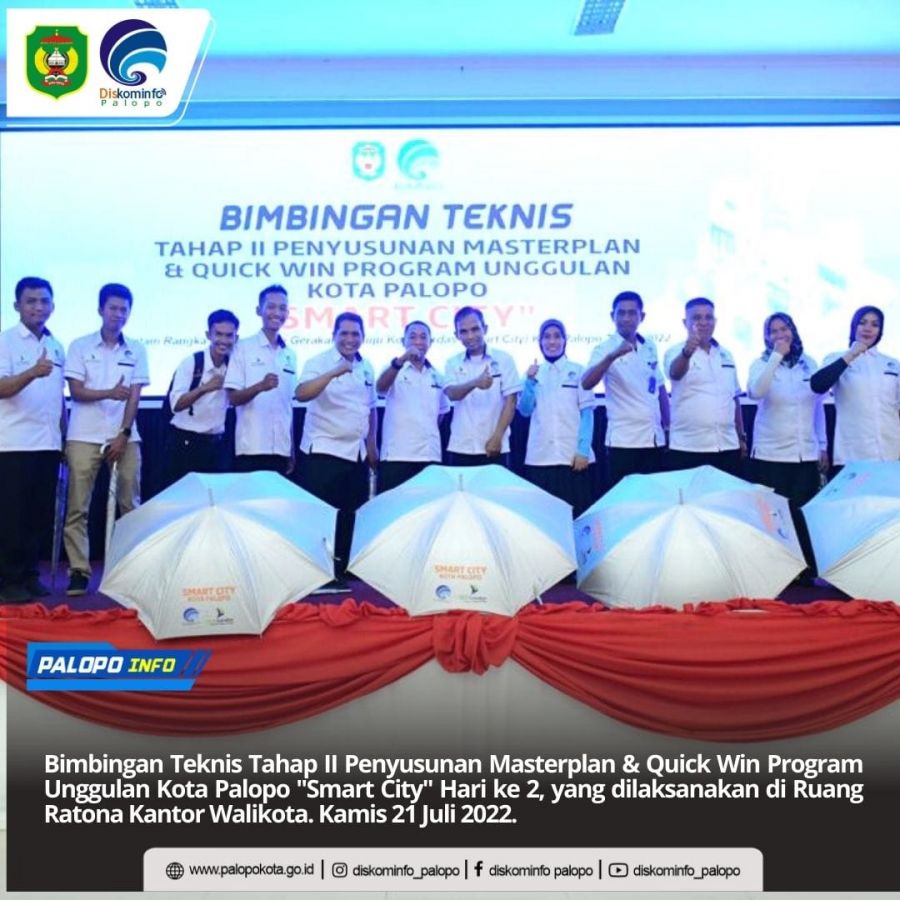 Diskominfo
Palopo
BIMBINGAN TEKNIS
TAHAP II PENYUSUNAN MASTERPLAN
& QUICK WIN PROGRAM UNGGULAN
KOTA PALOPO
"SMART CITY"
SMART CITY
KOTA PALOPO
SMART CITY
KOTA PALOPO
PALOPO INFO
Bimbingan Teknis Tahap II Penyusunan Masterplan & Quick Win Program
Unggulan Kota Palopo "Smart City" Hari ke 2, yang dilaksanakan di Ruang
Ratona Kantor Walikota. Kamis 21 Juli 2022.
www.palopokota.go.id | diskominfo_palopo | diskominfo palopo | diskominfo_palopo